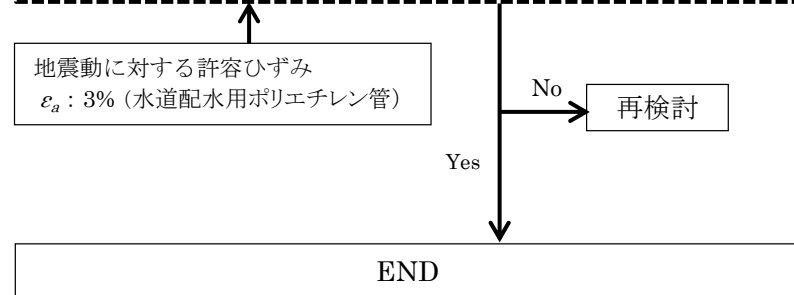 地震動に対する許容ひずみ
εa : 3% (水道配水用ポリエチレン管)
No
再検討
Yes
END